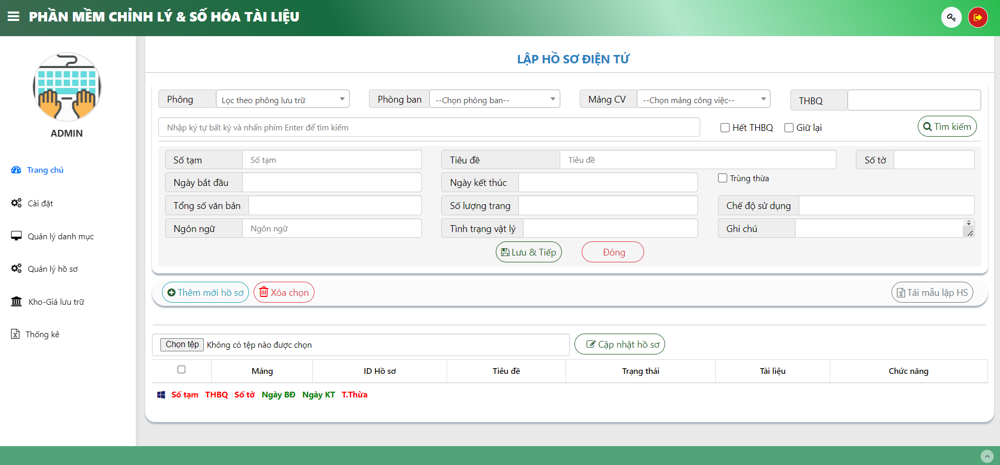 PHẦN MỀM CHỈNH LÝ & SỐ HÓA TÀI LIỆU
ADMIN
Trang chủ
Cài đặt
Quản lý danh mục
Quản lý hồ sơ
Kho-Giá lưu trữ
Thống kê
LẬP HỒ SƠ ĐIỆN TỬ
Phông Lọc theo phông lưu trữ Phòng ban --Chọn phòng ban-- Mảng CV --Chọn mảng công việc-- THBQ
Nhập ký tự bất kỳ và nhấn phím Enter để tìm kiếm Hết THBQ Giữ lại Tìm kiếm
Số tạm Số tạm Tiêu đề Tiêu đề Số tờ
Ngày bắt đầu Ngày kết thúc Trùng thừa
Tổng số văn bản Số lượng trang Chế độ sử dụng
Ngôn ngữ Ngôn ngữ Tình trạng vật lý Ghi chú
Lưu & Tiếp Đóng
Thêm mới hồ sơ Xóa chọn Tải mẫu lập HS
Chọn tệp Không có tệp nào được chọn Cập nhật hồ sơ
Mảng ID Hồ sơ Tiêu đề Trạng thái Tài liệu Chức năng
Số tạm THBQ Số tờ Ngày BĐ Ngày KT T.Thừa